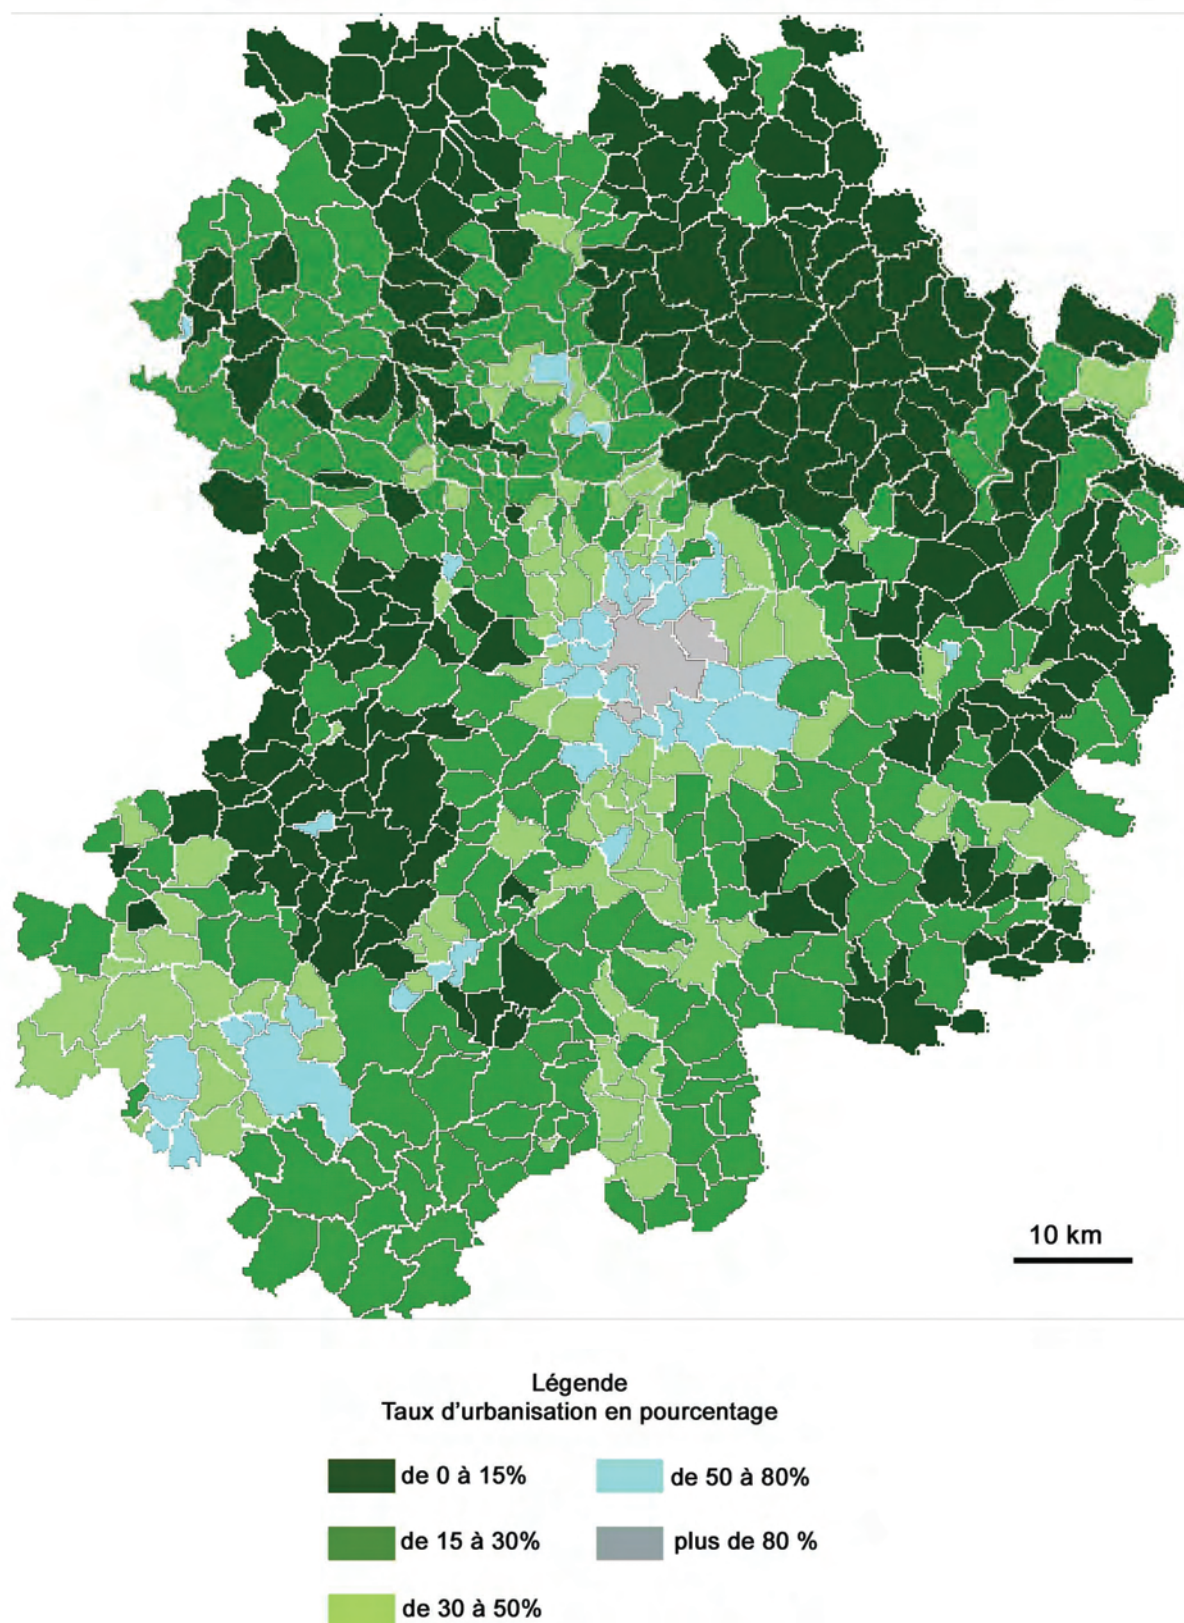 10 km
Légende
Taux d'urbanisation en pourcentage
de 0 à 15%
de 50 à 80%
de 15 à 30%
plus de 80 %
de 30 à 50%